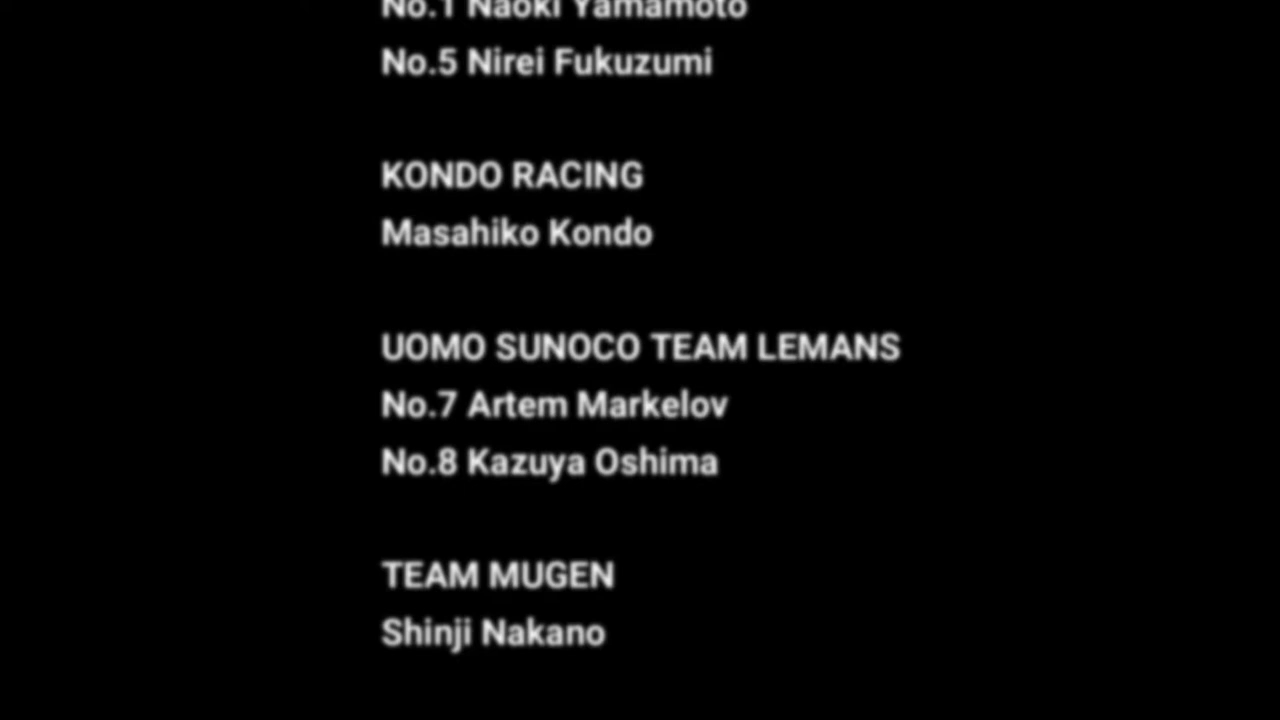 No.1 Naoki Yamamoto
No.5 Nirei Fukuzumi
KONDO RACING
Masahiko Kondo
UOMO SUNOCO TEAM LEMANS
No.7 Artem Markelov
No.8 Kazuya Oshima
TEAM MUGEN
Shinji Nakano